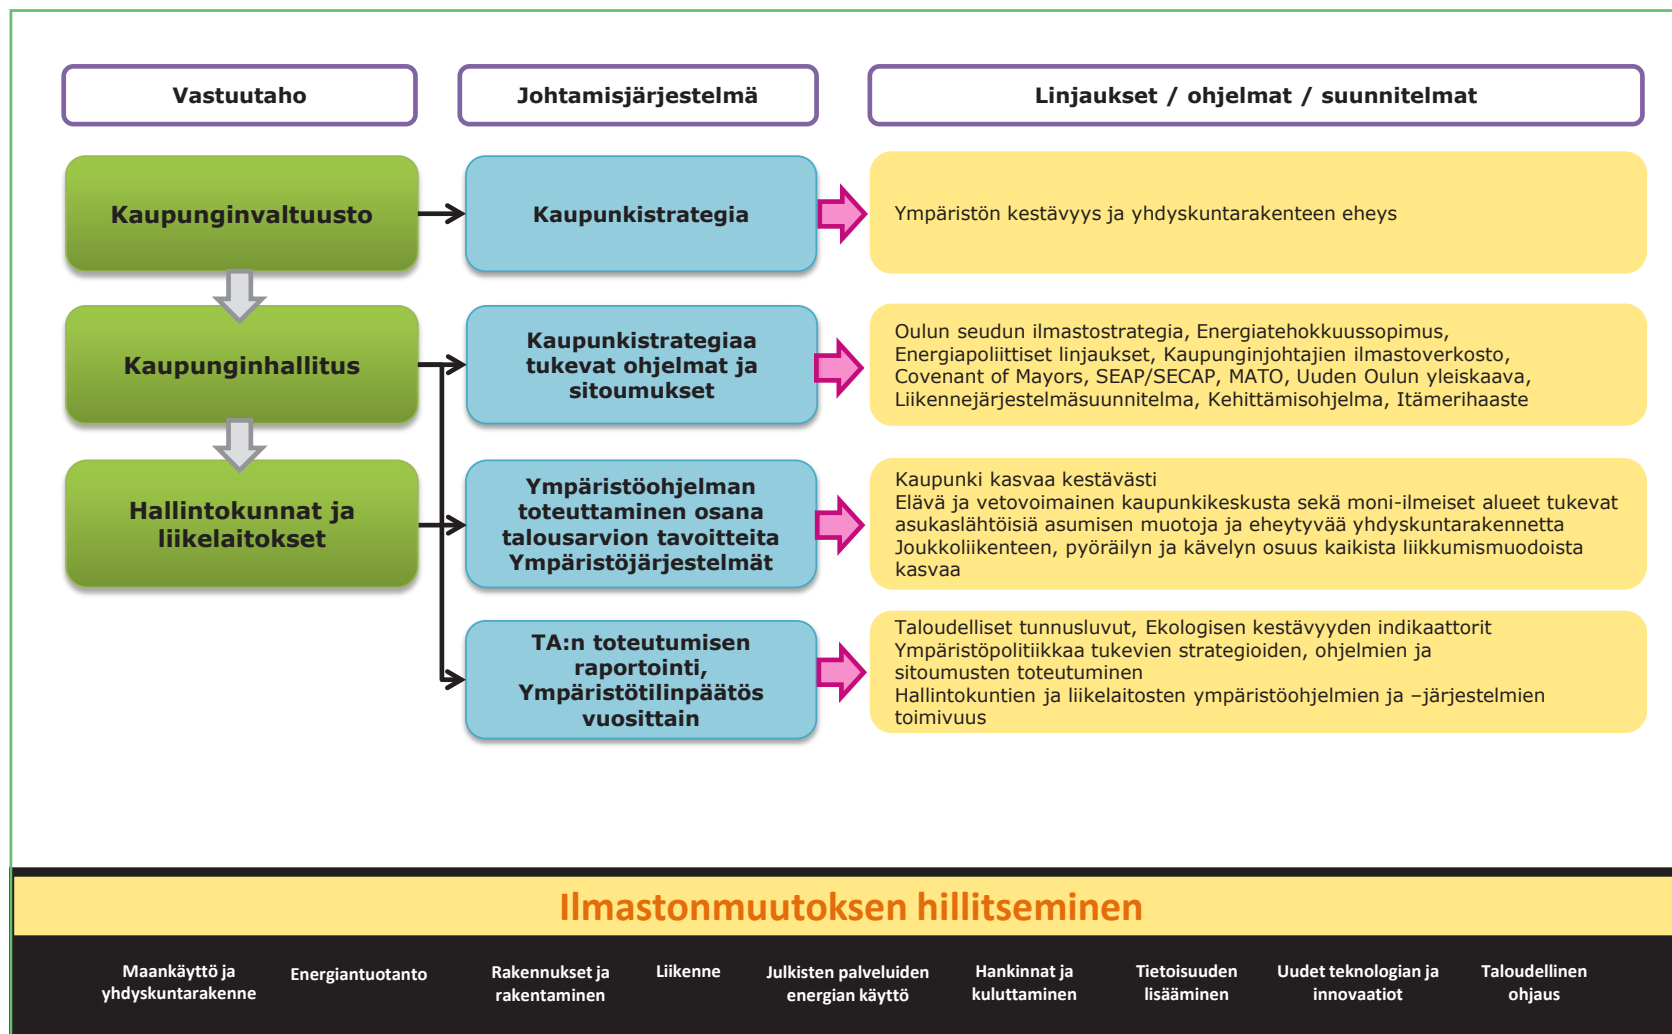 Vastuutaho
Johtamisjärjestelmä
Linjaukset / ohjelmat / suunnitelmat
Kaupunginvaltuusto
Kaupunkistrategia
Ympäristön kestävyys ja yhdyskuntarakenteen eheys
Kaupunginhallitus
Kaupunkistrategiaa
tukevat ohjelmat ja
sitoumukset
Oulun seudun ilmastostrategia, Energiatehokkuussopimus,
Energiapoliittiset linjaukset, Kaupunginjohtajien ilmastoverkosto,
Covenant of Mayors, SEAP/SECAP, MATO, Uuden Oulun yleiskaava,
Liikennejärjestelmäsuunnitelma, Kehittämisohjelma, Itämerihaaste
Hallintokunnat ja
liikelaitokset
Ympäristöohjelman
toteuttaminen osana
talousarvion tavoitteita
Ympäristöjärjestelmät
Kaupunki kasvaa kestävästi
Elävä ja vetovoimainen kaupunkikeskusta sekä moni-ilmeiset alueet tukevat
asukaslähtöisiä asumisen muotoja ja eheytyvää yhdyskuntarakennetta
Joukkoliikenteen, pyöräilyn ja kävelyn osuus kaikista liikkumismuodoista
kasvaa
TA:n toteutumisen
raportointi,
Ympäristötilinpäätös
vuosittain
Taloudelliset tunnusluvut, Ekologisen kestävyyden indikaattorit
Ympäristöpolitiikkaa tukevien strategioiden, ohjelmien ja
sitoumusten toteutuminen
Hallintokuntien ja liikelaitosten ympäristöohjelmien ja –järjestelmien
toimivuus
Ilmastonmuutoksen hillitseminen
Maankäyttö ja
yhdyskuntarakenne
Energiantuotanto
Rakennukset ja
rakentaminen
Liikenne
Julkisten palveluiden
energian käyttö
Hankinnat ja
kuluttaminen
Tietoisuuden
lisääminen
Uudet teknologian ja
innovaatiot
Taloudellinen
ohjaus